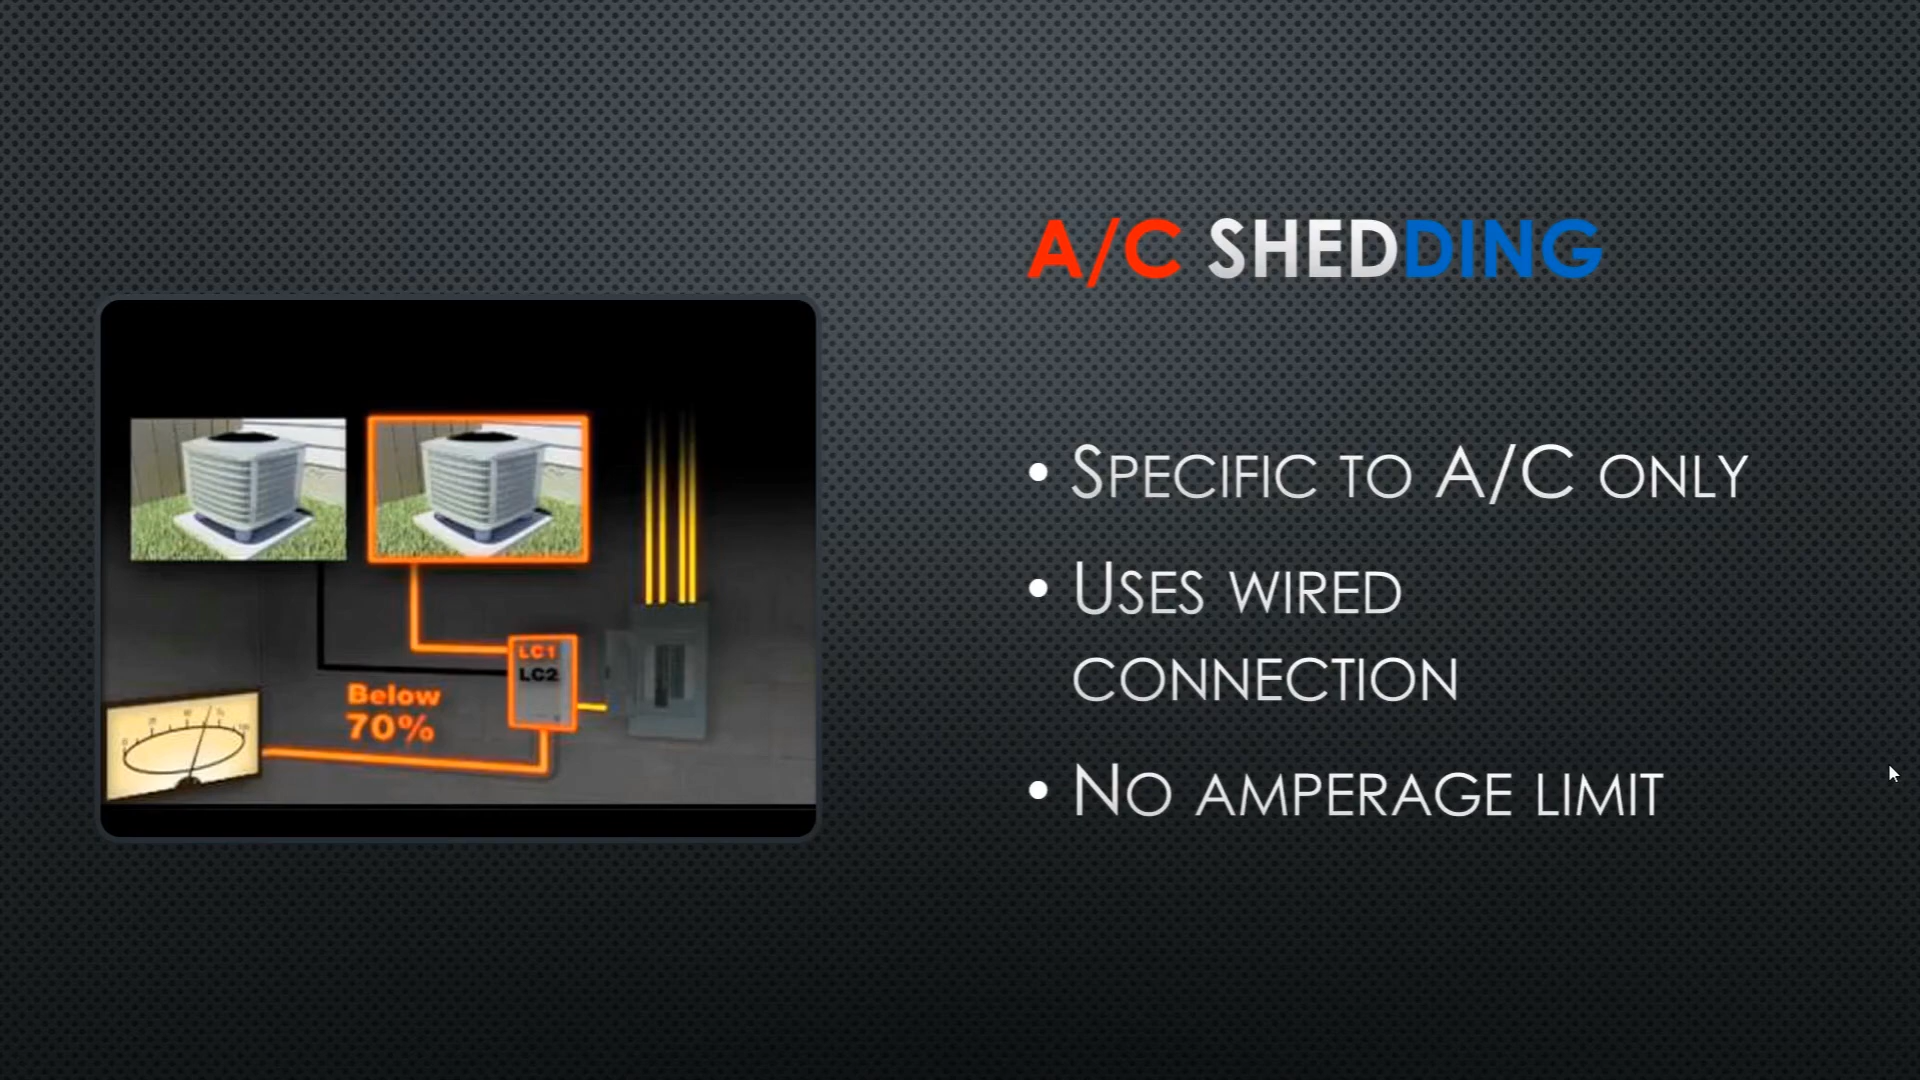 A/C SHEDDING
• SPECIFIC TO A/C ONLY
• USES WIRED
CONNECTION
• NO AMPERAGE LIMIT
LC1
LC2
Below
70%